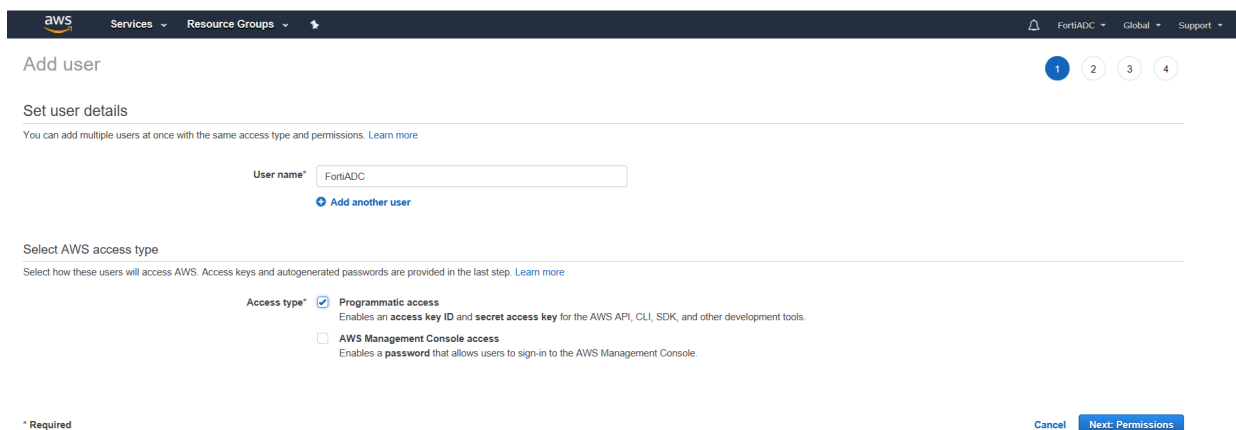 aws Services Resource Groups FortiADC Global Support
Add user 1 2 3 4
Set user details
You can add multiple users at once with the same access type and permissions. Learn more
User name* FortiADC
Add another user
Select AWS access type
Select how these users will access AWS. Access keys and autogenerated passwords are provided in the last step. Learn more
Access type* Programmatic access
Enables an access key ID and secret access key for the AWS API, CLI, SDK, and other development tools.
AWS Management Console access
Enables a password that allows users to sign-in to the AWS Management Console.
* Required Cancel Next: Permissions